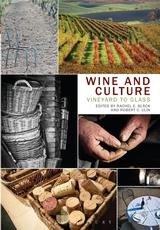 WINE AND CULTURE
VINEYARD TO GLASS
EDITED BY RACHEL E. BLACK
AND ROBERT C. ULIN